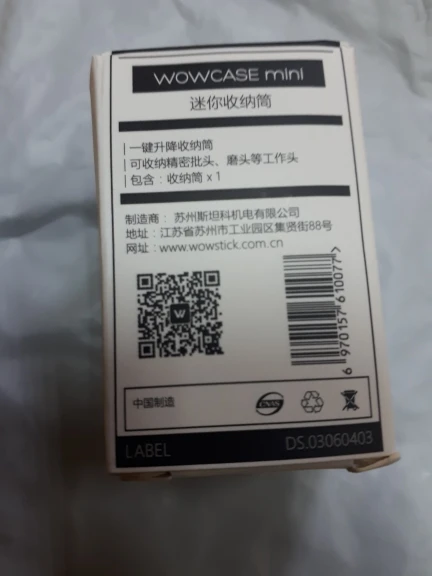 WOWCASE mini
迷你收纳筒
| 一键升降收纳筒
| 可收纳精密批头、磨头等工作头
| 包含：收纳筒 x 1
制造商： 苏州斯坦科机电有限公司
地址：江苏省苏州市工业园区集贤街88号
网址：www.wowstick.com.cn
W
6 970157 610077>
中国制造
LABEL
DS.03060403